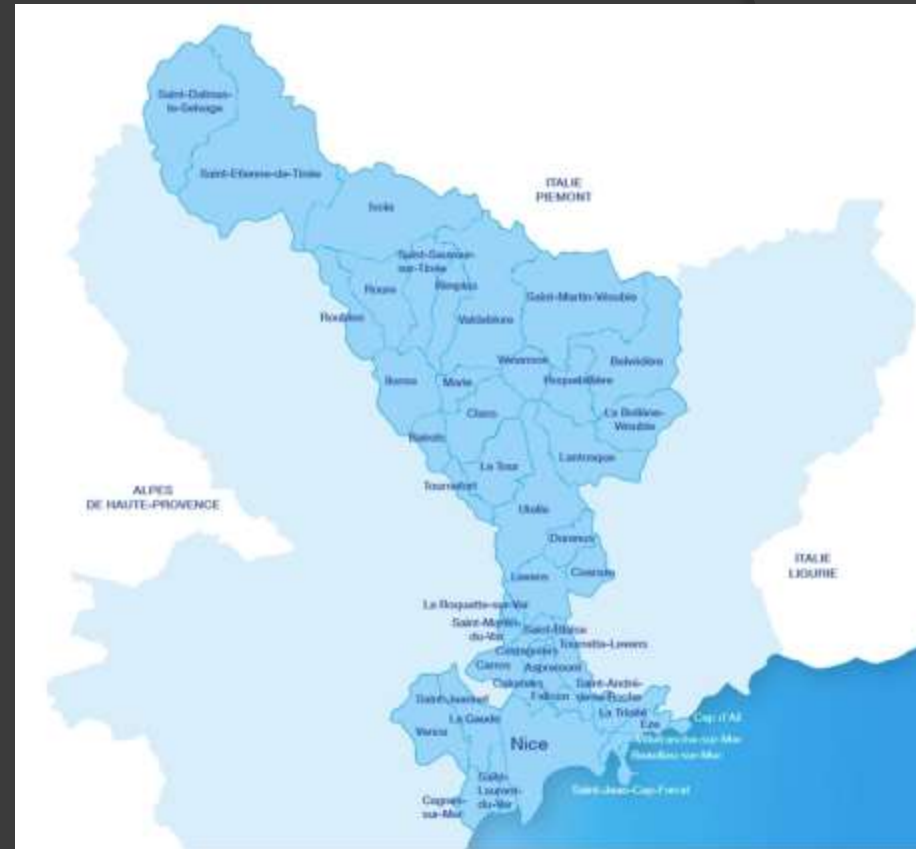 Saint-Dalmas-
le-Selvage
Saint-Etienne-de-Tinée
ITALIE
PIEMONT
Isola
Saint-Sauveur-
sur-Tinée
Roure
Rimplas
Saint-Martin-Vésubie
Roubion
Valdeblore
Venanson
Belvédère
Bairols
Marie
Roquebillière
Clans
La Bollène-
Vésubie
La Tour
Lantosque
Tournefort
ALPES
DE HAUTE-PROVENCE
Utelle
Duranus
ITALIE
LIGURIE
Levens
Coaraze
La Roquette-sur-Var
Saint-Martin-
du-Var
Saint-Blaise
Tourrette-Levens
Castagniers
Carros
Aspremont
Colomars
Falicon
Saint-André-
de-la-Roche
Saint-Jeannet
La Gaude
La Trinité
Eze
Cap d'Ail
Vence
Nice
Villefranche-sur-Mer
Beaulieu-sur-Mer
Saint-
Laurent-
du-Var
Cagnes-
sur-Mer
Saint-Jean-Cap-Ferrat